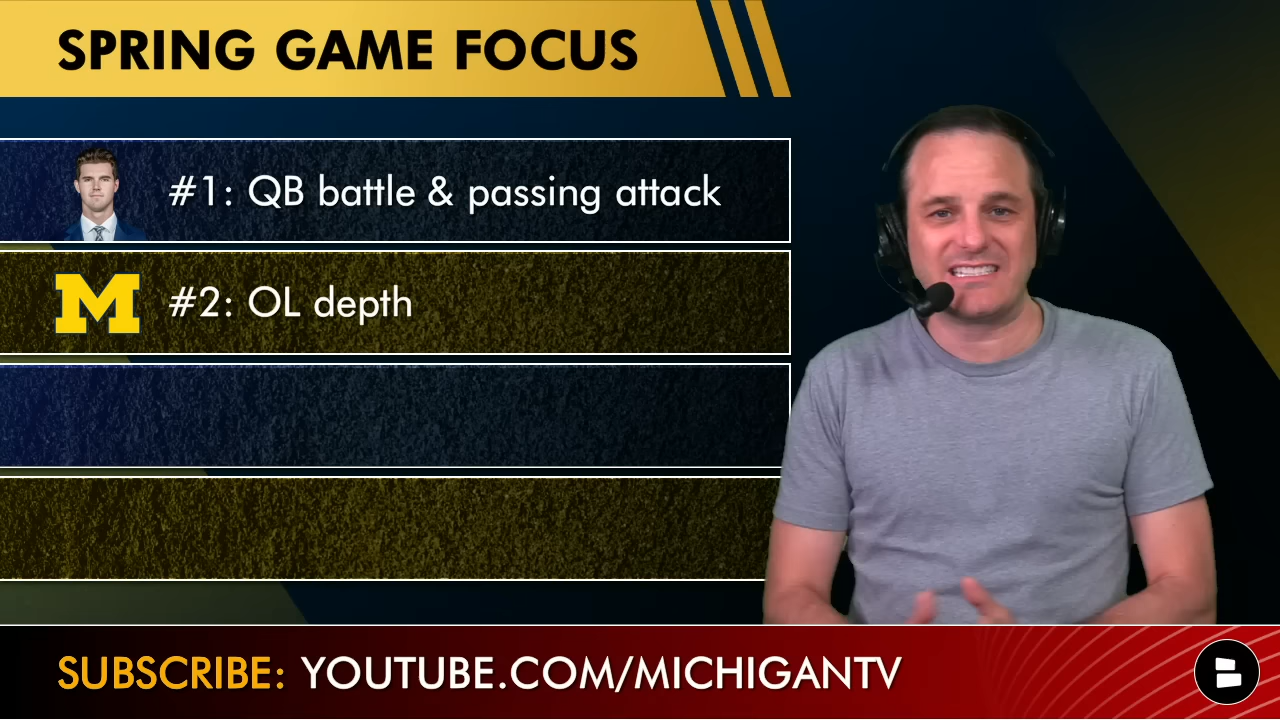 SPRING GAME FOCUS
#1: QB battle & passing attack
M
#2: OL depth
SUBSCRIBE: YOUTUBE.COM/MICHIGANTV